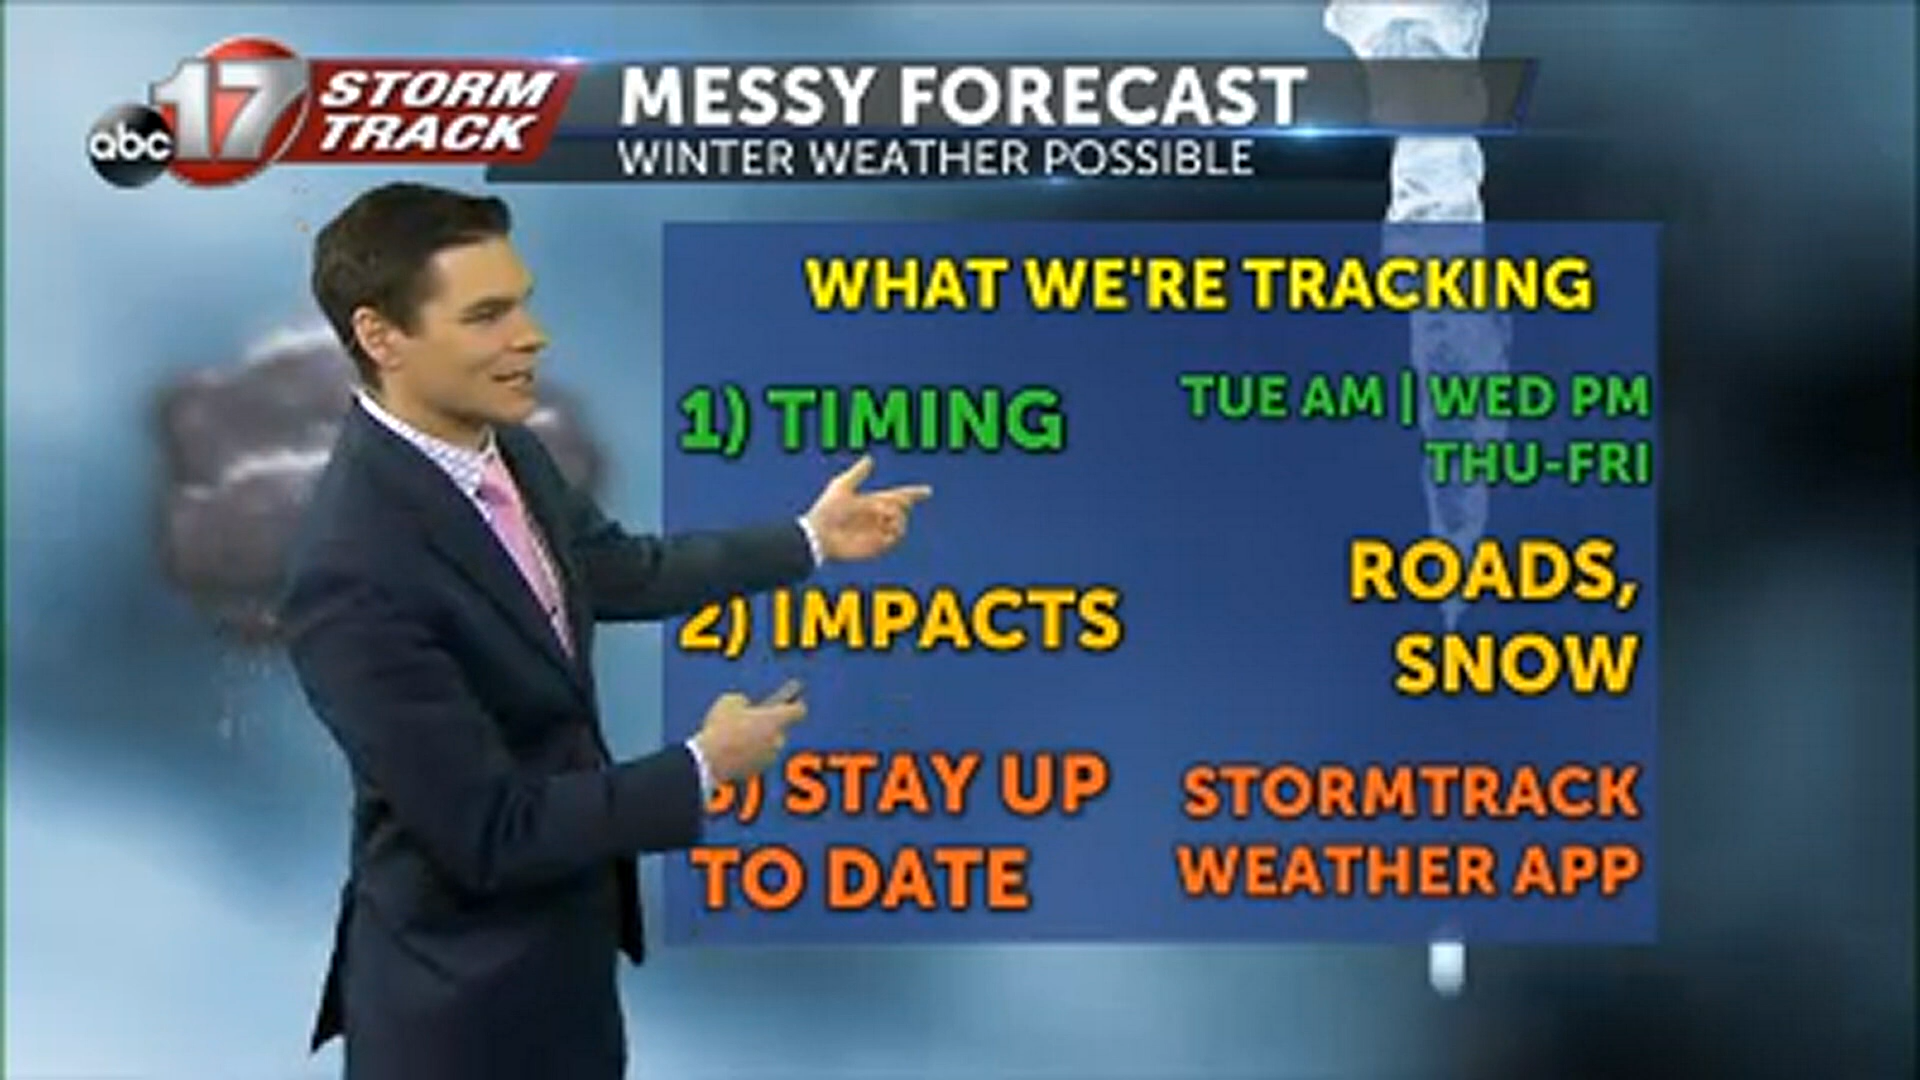 abc 17 STORM TRACK
MESSY FORECAST
WINTER WEATHER POSSIBLE
WHAT WE'RE TRACKING
1) TIMING
TUE AM | WED PM
THU-FRI
2) IMPACTS
ROADS,
SNOW
3) STAY UP
TO DATE
STORMTRACK
WEATHER APP